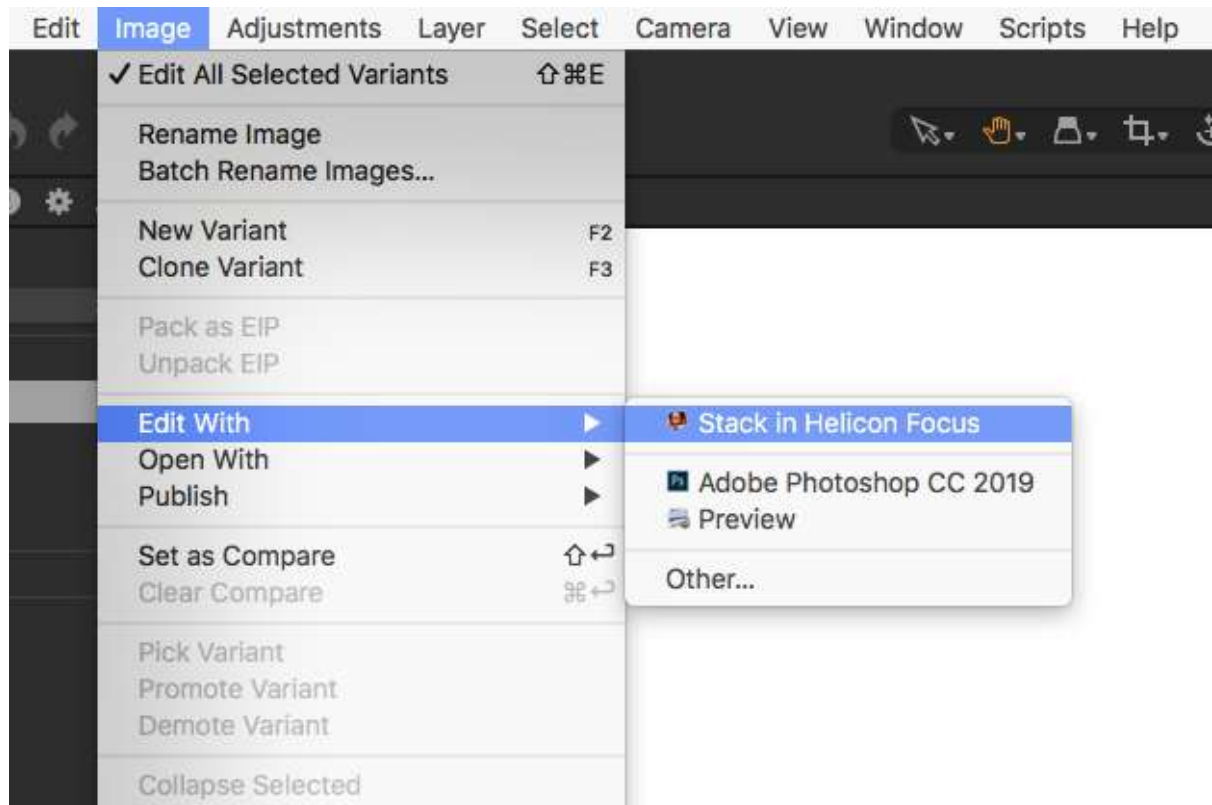 Edit Image Adjustments Layer Select Camera View Window Scripts Help
✓ Edit All Selected Variants ⇧⌘E
Rename Image
Batch Rename Images...
New Variant F2
Clone Variant F3
Pack as EIP
Unpack EIP
Edit With ▶
Stack in Helicon Focus
Open With ▶
Ps Adobe Photoshop CC 2019
Publish ▶
Preview
Set as Compare ⇧↩
Other...
Clear Compare ⌘↩
Pick Variant
Promote Variant
Demote Variant
Collapse Selected